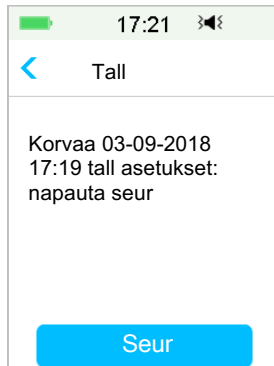 17:21
Tall
Korvaa 03-09-2018
17:19 tall asetukset:
napauta seur
Seur